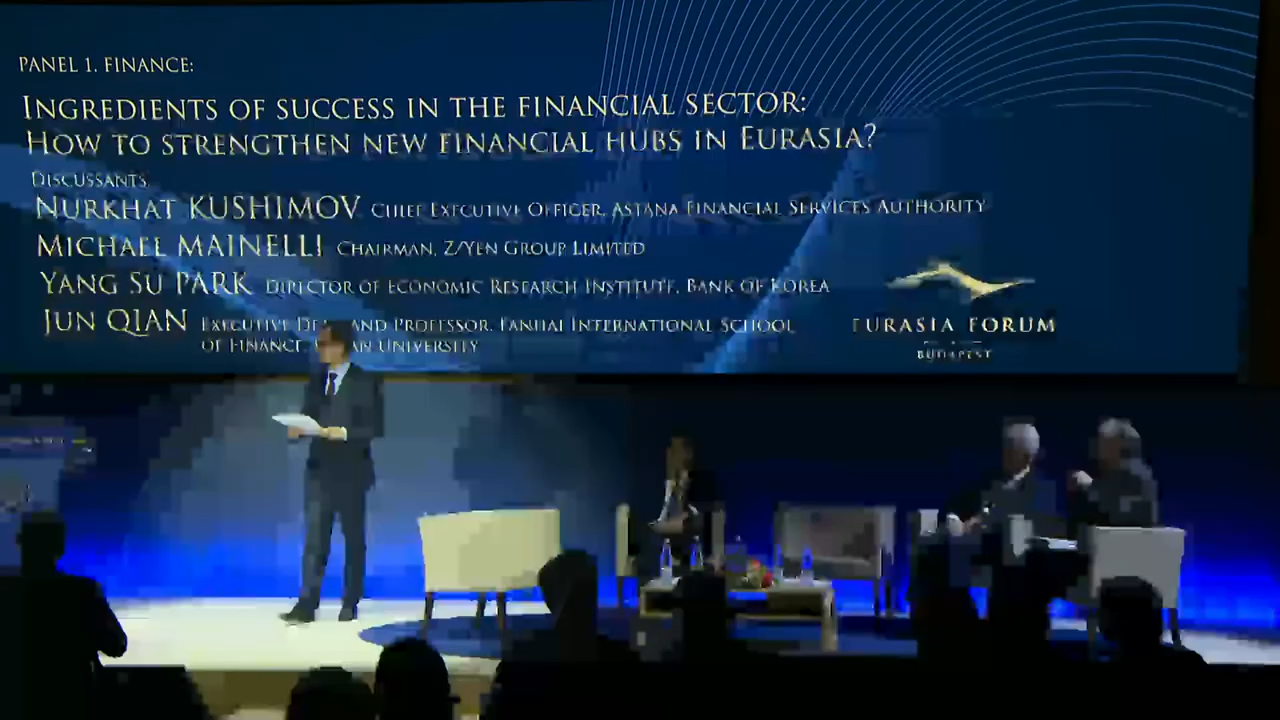 PANEL 1. FINANCE:
INGREDIENTS OF SUCCESS IN THE FINANCIAL SECTOR:
HOW TO STRENGTHEN NEW FINANCIAL HUBS IN EURASIA?
DISCUSSANTS
NURKHAT KUSHIMOV CHIEF EXECUTIVE OFFICER, ASTANA FINANCIAL SERVICES AUTHORITY
MICHAEL MAINELLI CHAIRMAN, Z/YEN GROUP LIMITED
YANG SU PARK DIRECTOR OF ECONOMIC RESEARCH INSTITUTE, BANK OF KOREA
JUN QIAN EXECUTIVE AND PROFESSOR, FANHAI INTERNATIONAL SCHOOL
OF FINANCE, UNIVERSITY
EURASIA FORUM
BUDAPEST